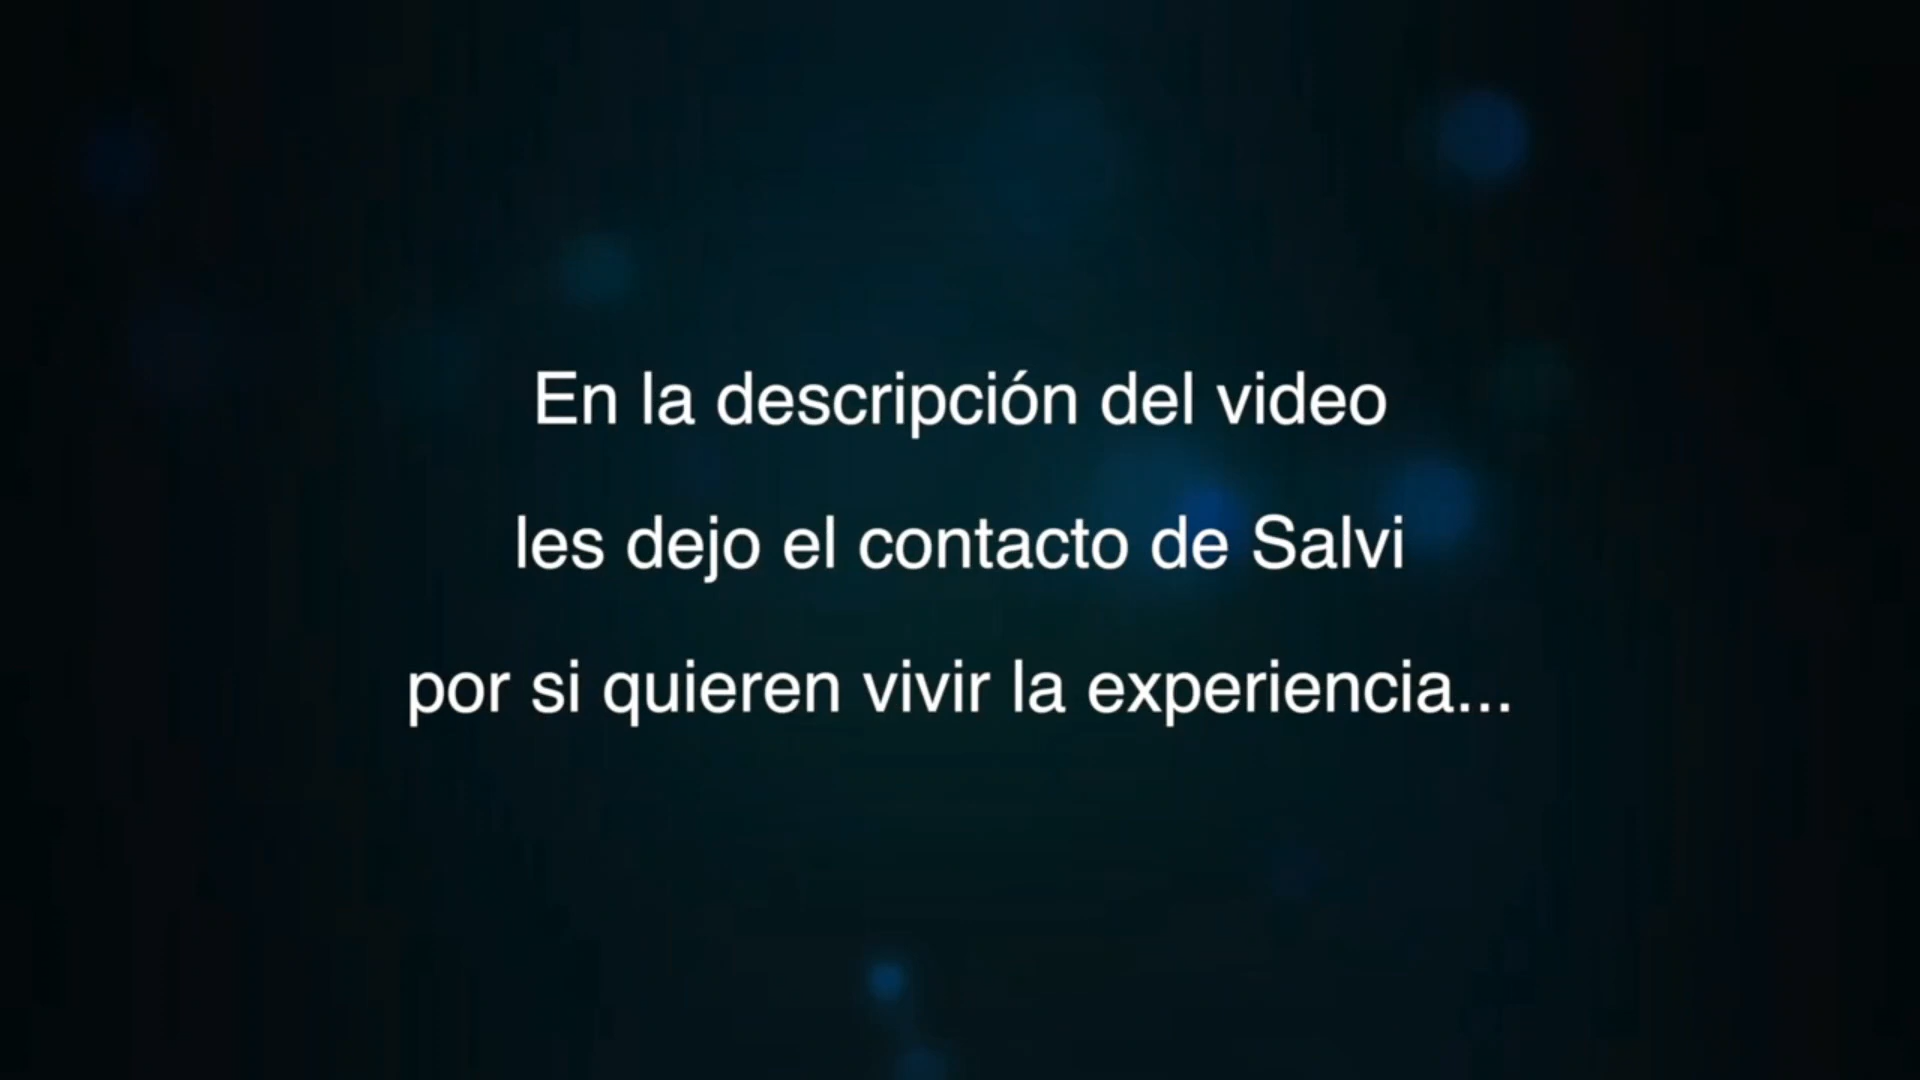 En la descripción del video
les dejo el contacto de Salvi
por si quieren vivir la experiencia...